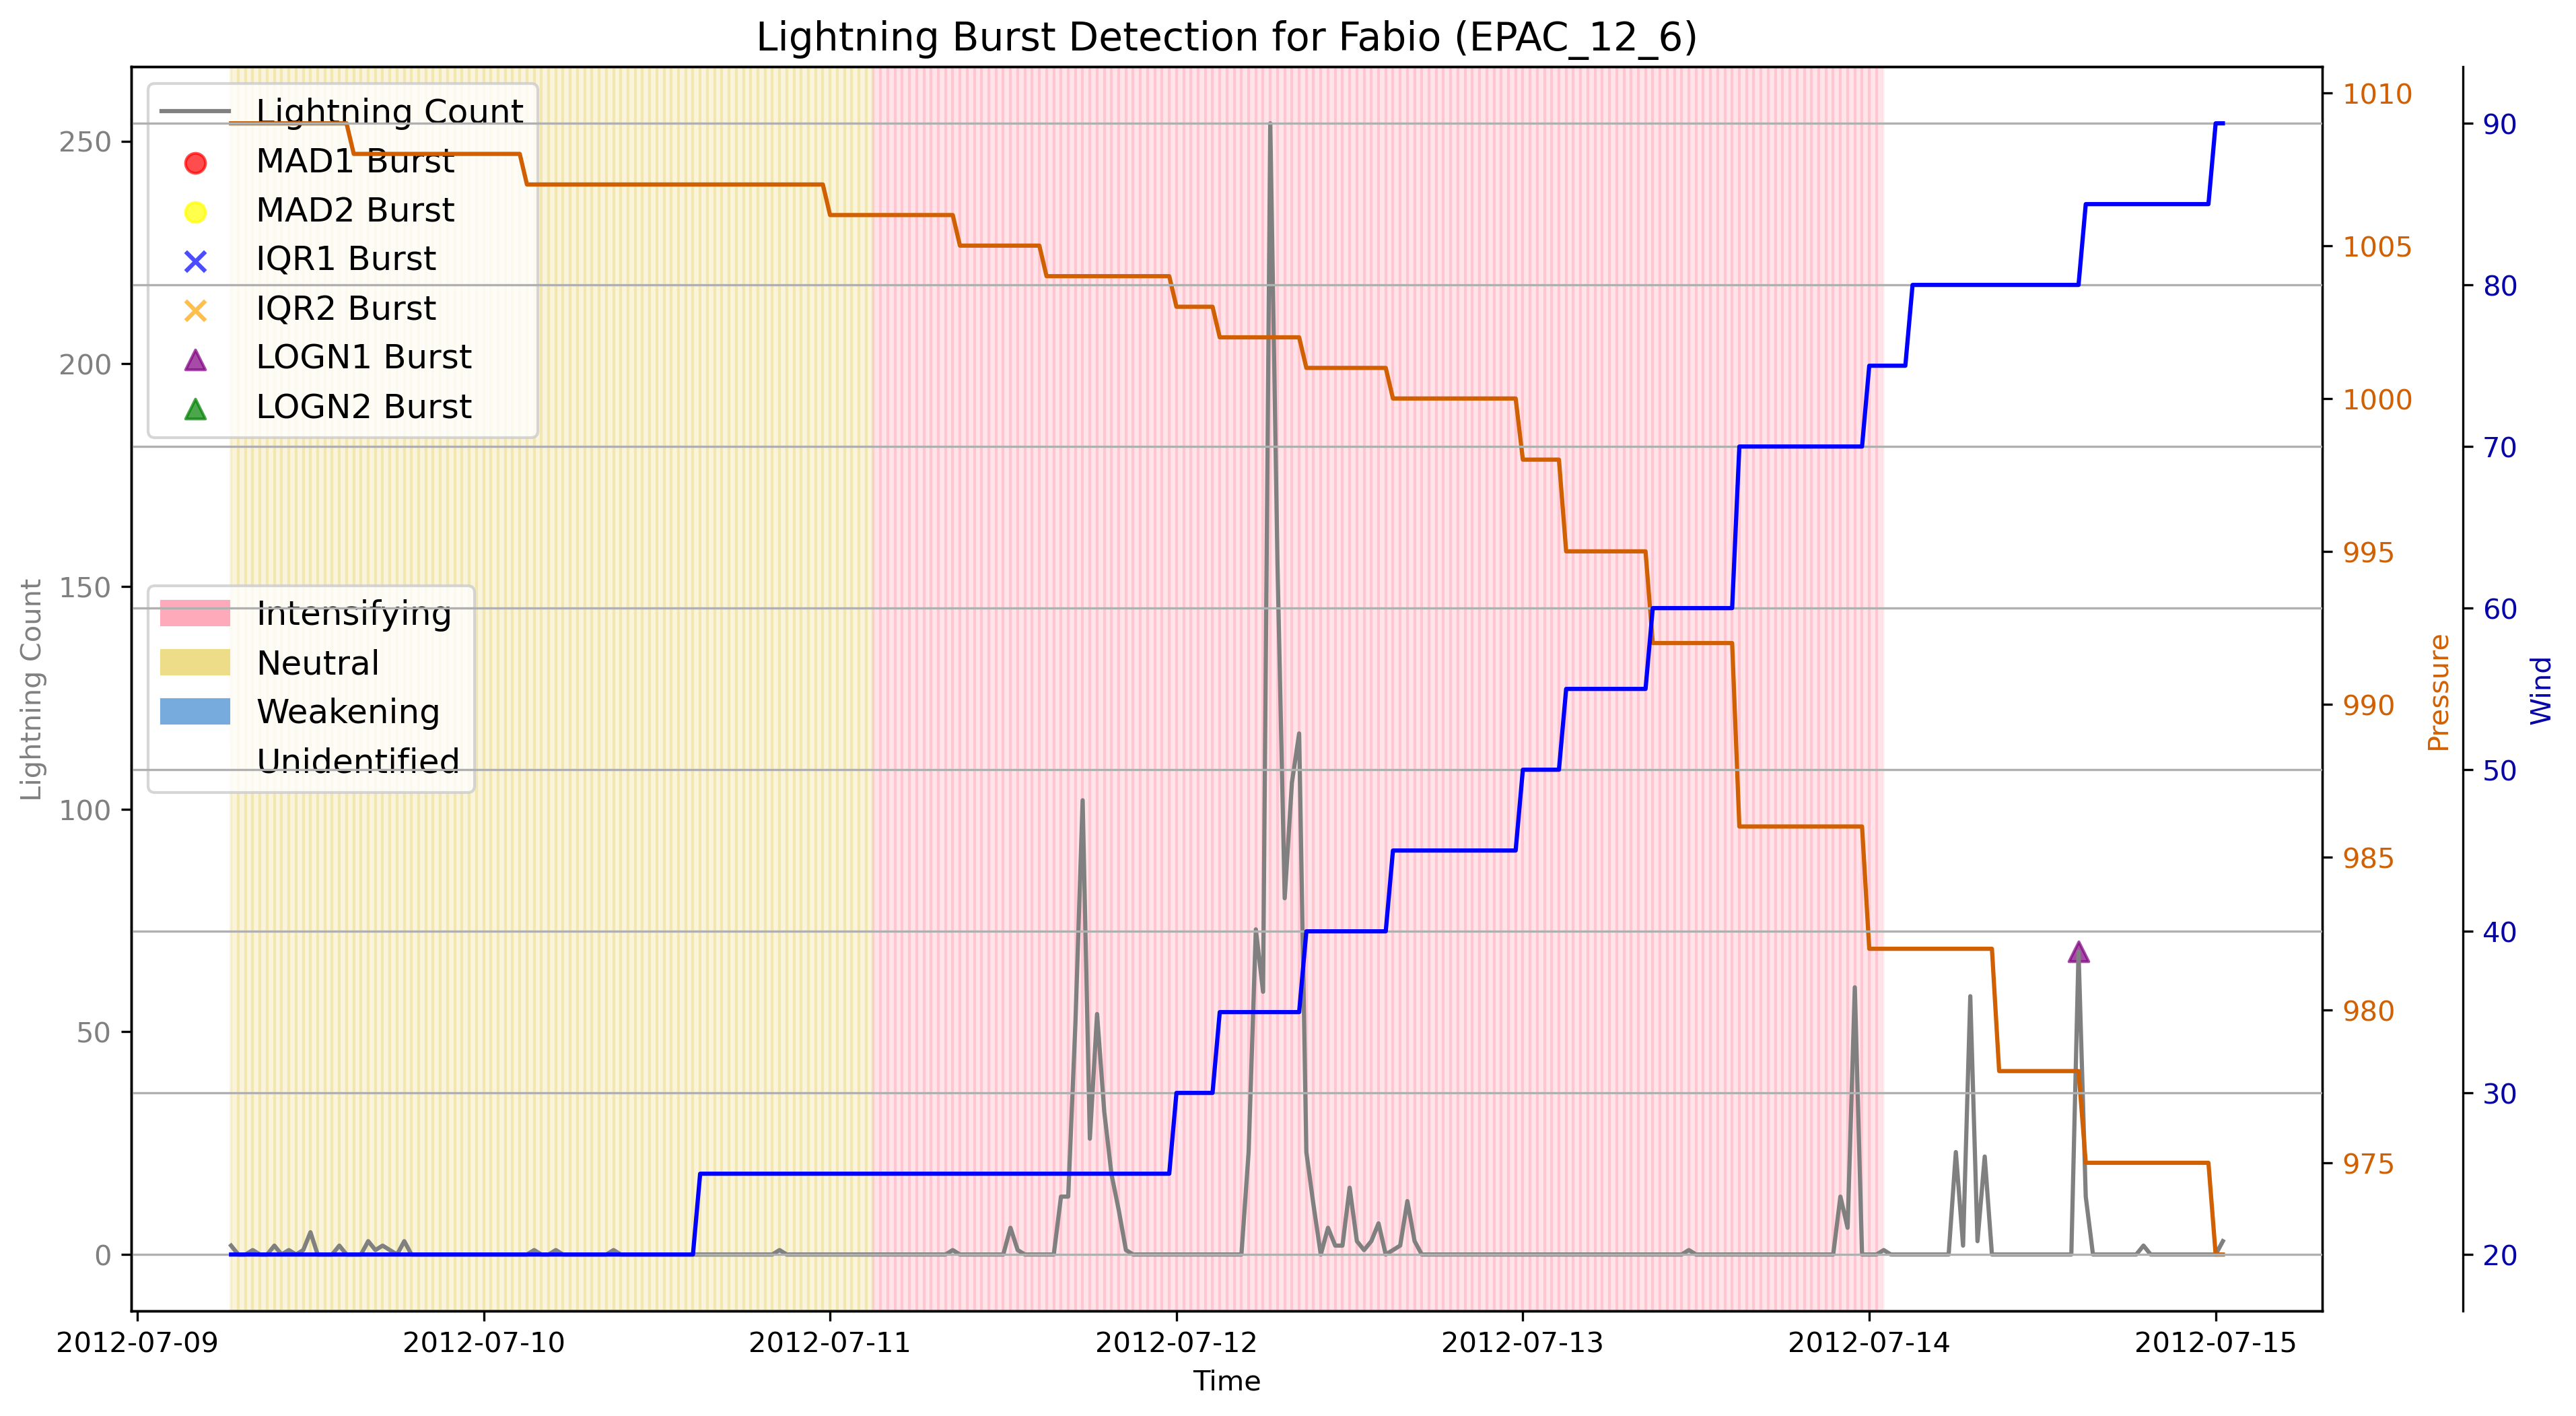 Lightning Burst Detection for Fabio (EPAC_12_6)
Lightning Count
MAD1 Burst
MAD2 Burst
IQR1 Burst
IQR2 Burst
LOGN1 Burst
LOGN2 Burst
Intensifying
Neutral
Weakening
Unidentified
Lightning Count
250
200
150
100
50
0
1010
1005
1000
995
990
985
980
975
Pressure
90
80
70
60
50
40
30
20
Wind
2012-07-09
2012-07-10
2012-07-11
2012-07-12
2012-07-13
2012-07-14
2012-07-15
Time